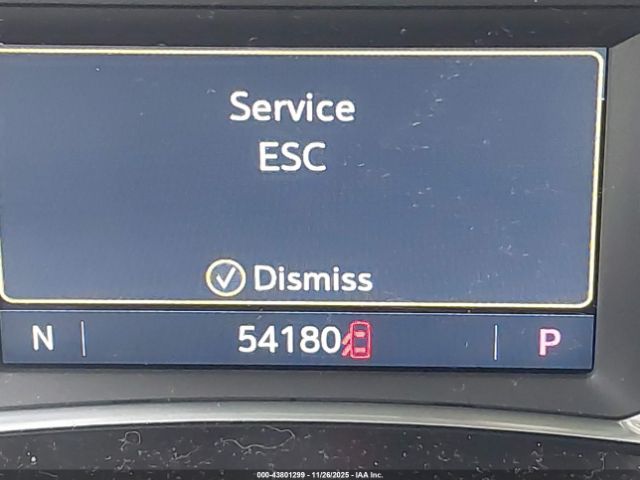 Service
ESC
Dismiss
N 54180 P
000-43801299 - 11/26/2025 - IAA Inc.